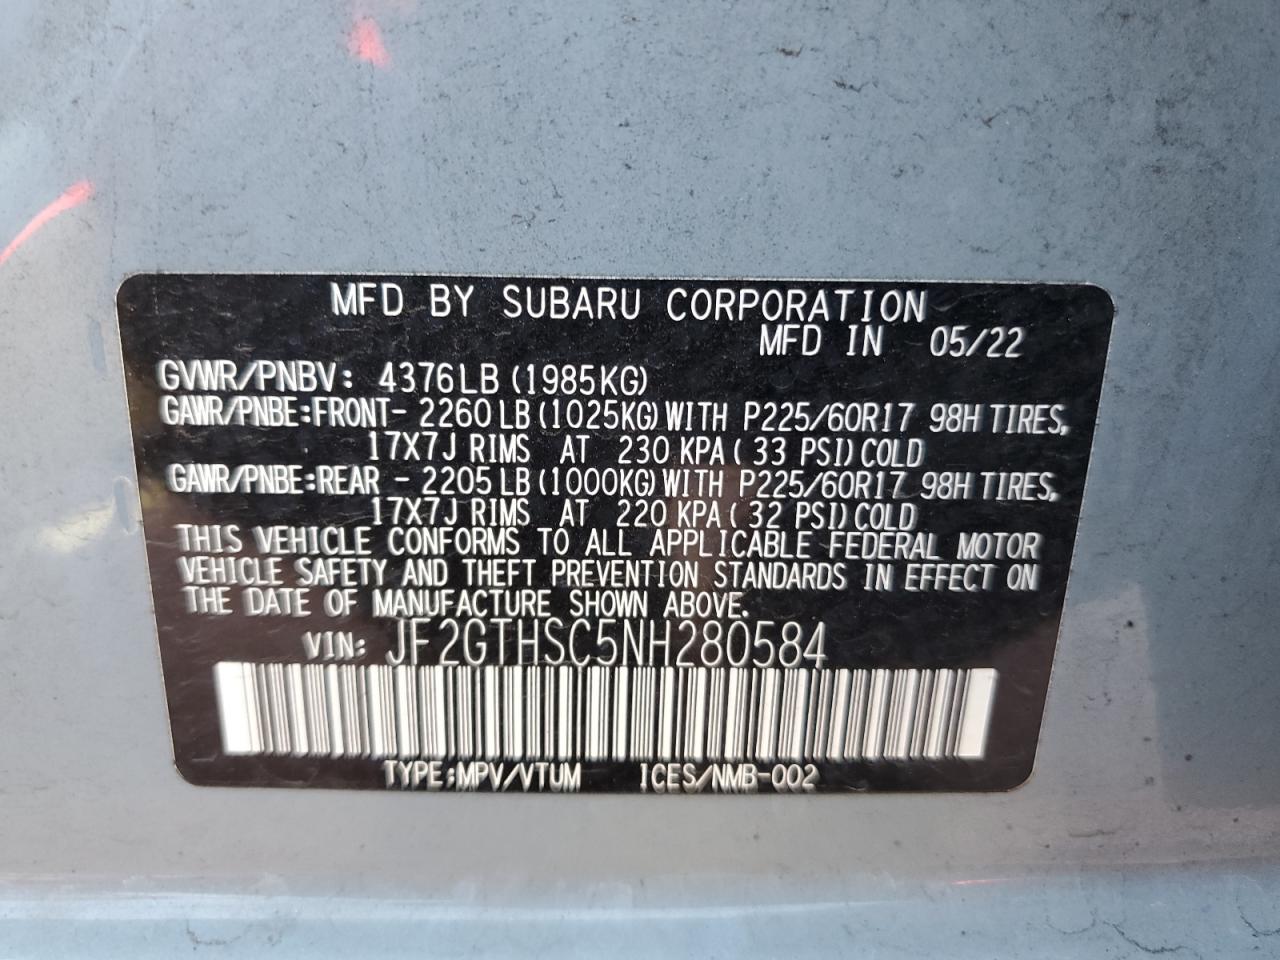 MFD BY SUBARU CORPORATION
MFD IN 05/22
GVWR/PNBV: 4376LB (1985KG)
GAWR/PNBE:FRONT- 2260 LB (1025KG) WITH P225/60R17 98H TIRES,
17X7J RIMS AT 230 KPA ( 33 PSI) COLD
GAWR/PNBE:REAR - 2205 LB (1000KG) WITH P225/60R17 98H TIRES,
17X7J RIMS AT 220 KPA ( 32 PSI) COLD
THIS VEHICLE CONFORMS TO ALL APPLICABLE FEDERAL MOTOR
VEHICLE SAFETY AND THEFT PREVENTION STANDARDS IN EFFECT ON
THE DATE OF MANUFACTURE SHOWN ABOVE.
VIN: JF2GTHSC5NH280584
TYPE:MPV/VTUM ICES/NMB-002